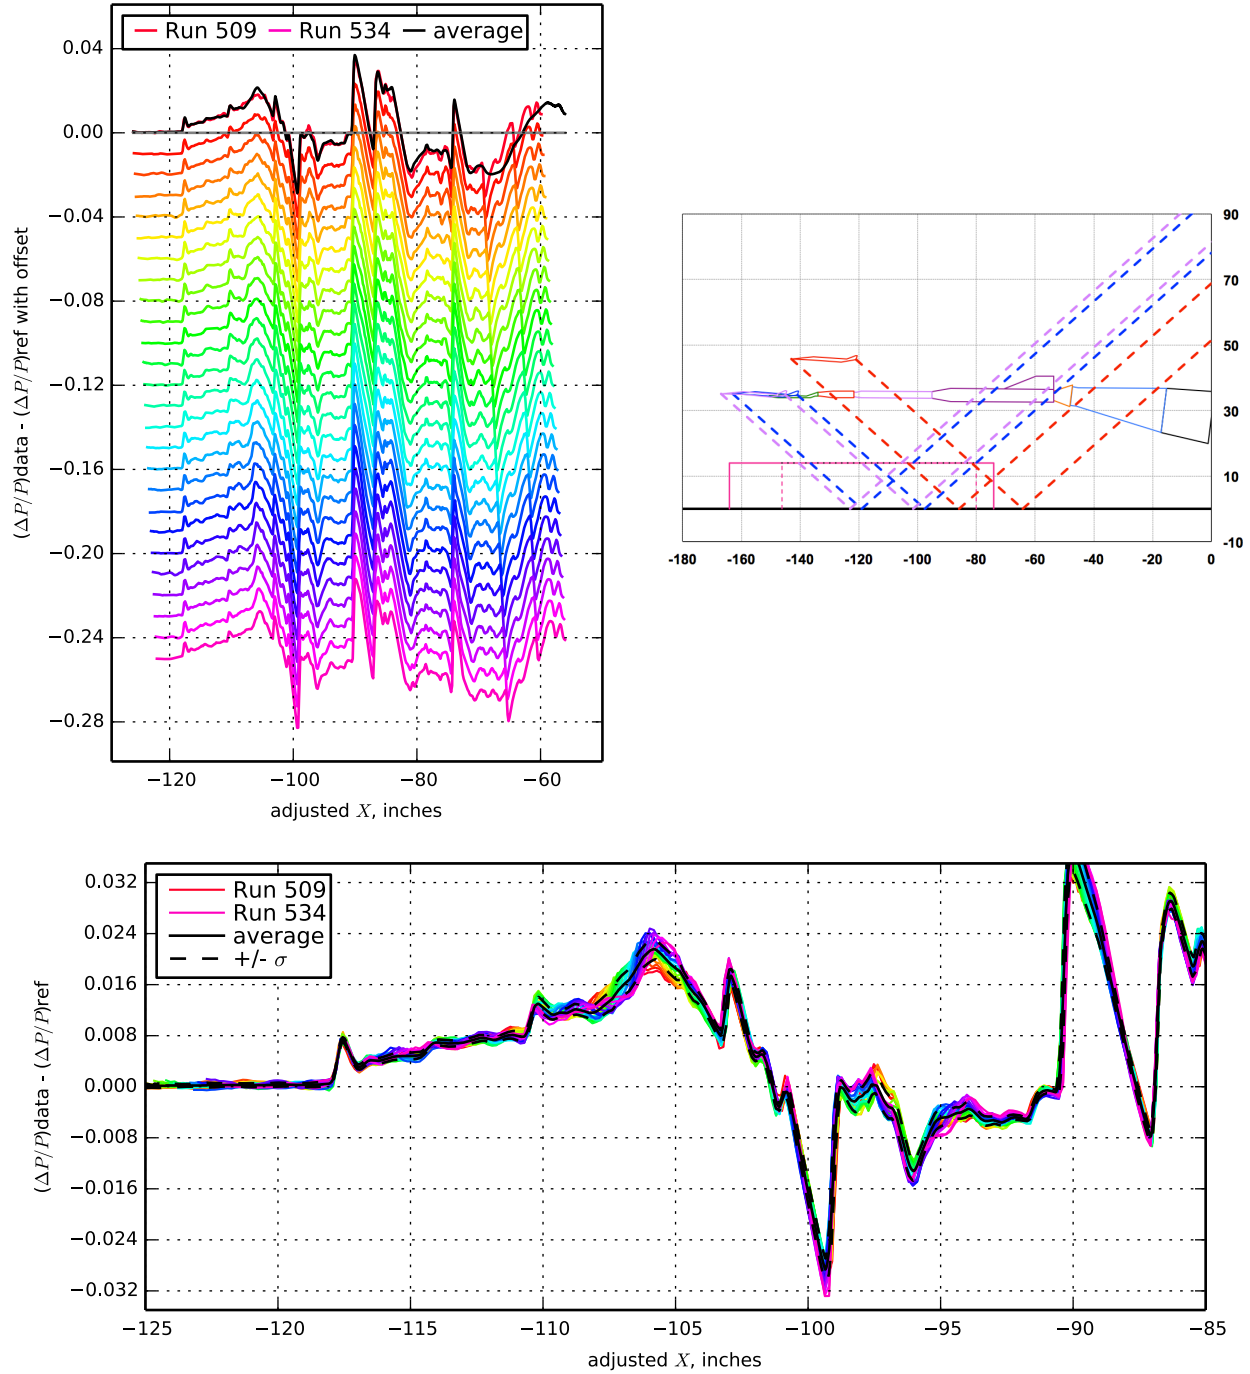 Run 509 Run 534 average
0.04
0.00
−0.04
−0.08
−0.12
−0.16
−0.20
−0.24
−0.28
(ΔP/P)data - (ΔP/P)ref with offset
−120 −100 −80 −60
adjusted X, inches
90
70
50
30
10
-10
-180 -160 -140 -120 -100 -80 -60 -40 -20 0
Run 509
Run 534
average
+/- σ
0.032
0.024
0.016
0.008
0.000
−0.008
−0.016
−0.024
−0.032
(ΔP/P)data - (ΔP/P)ref
−125 −120 −115 −110 −105 −100 −95 −90 −85
adjusted X, inches